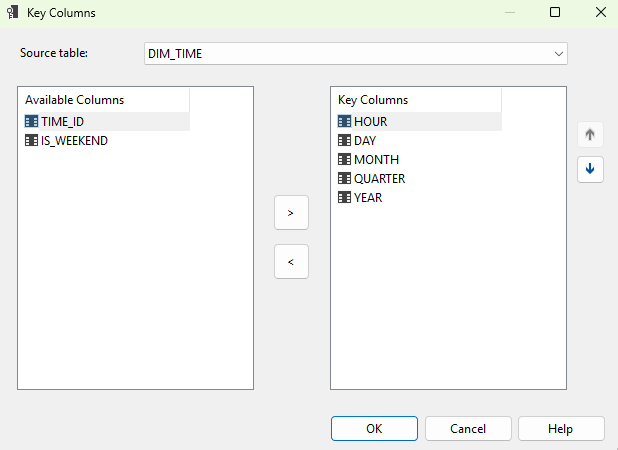 Key Columns
Source table:
DIM_TIME
Available Columns
TIME_ID
IS_WEEKEND
>
<
Key Columns
HOUR
DAY
MONTH
QUARTER
YEAR
OK
Cancel
Help